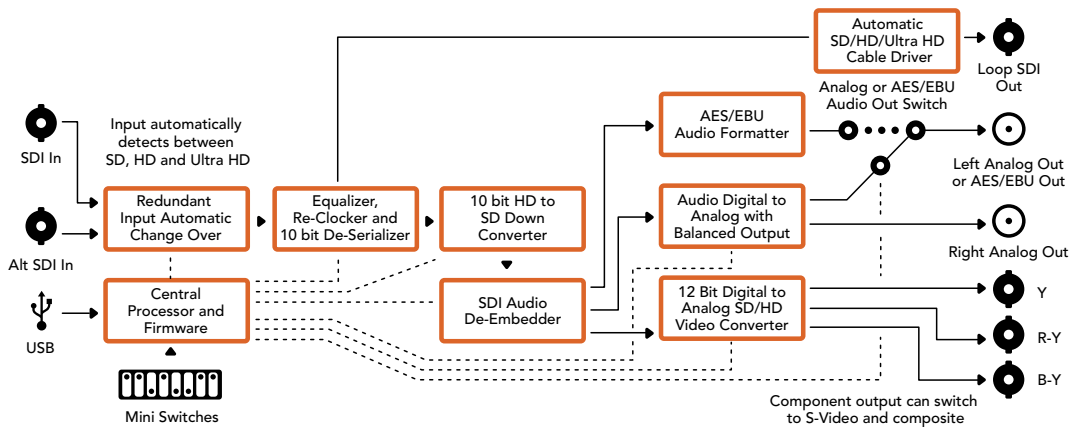 Automatic
SD/HD/Ultra HD
Cable Driver
Loop SDI
Out
Analog or AES/EBU
Audio Out Switch
AES/EBU
Audio Formatter
Left Analog Out
or AES/EBU Out
SDI In
Input automatically
detects between
SD, HD and Ultra HD
Redundant
Input Automatic
Change Over
Equalizer,
Re-Clocker and
10 bit De-Serializer
10 bit HD to
SD Down
Converter
Audio Digital to
Analog with
Balanced Output
Right Analog Out
Alt SDI In
Central
Processor and
Firmware
SDI Audio
De-Embedder
12 Bit Digital to
Analog SD/HD
Video Converter
Y
R-Y
B-Y
USB
Mini Switches
Component output can switch
to S-Video and composite